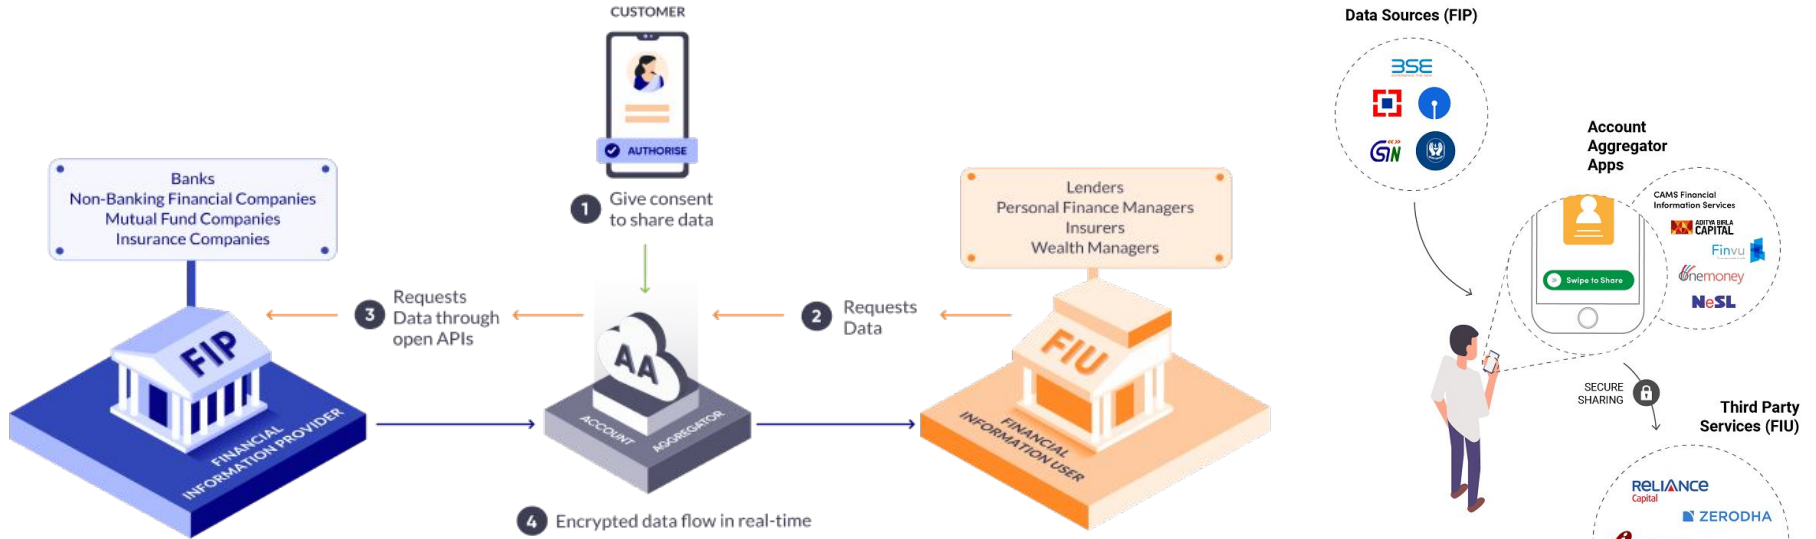 CUSTOMER
AUTHORISE
1
Give consent
to share data
Banks
Non-Banking Financial Companies
Mutual Fund Companies
Insurance Companies
Lenders
Personal Finance Managers
Insurers
Wealth Managers
3
Requests
Data through
open APIs
2
Requests
Data
FIP
FINANCIAL
INFORMATION PROVIDER
AA
ACCOUNT
AGGREGATOR
FIU
FINANCIAL
INFORMATION USER
4
Encrypted data flow in real-time
Data Sources (FIP)
BSE
GSTN
Account
Aggregator
Apps
CAMS Financial
Information Services
ADITYA BIRLA
CAPITAL
Finvu
Onemoney
NeSL
Swipe to Share
SECURE
SHARING
Third Party
Services (FIU)
RELIANCE
Capital
ZERODHA